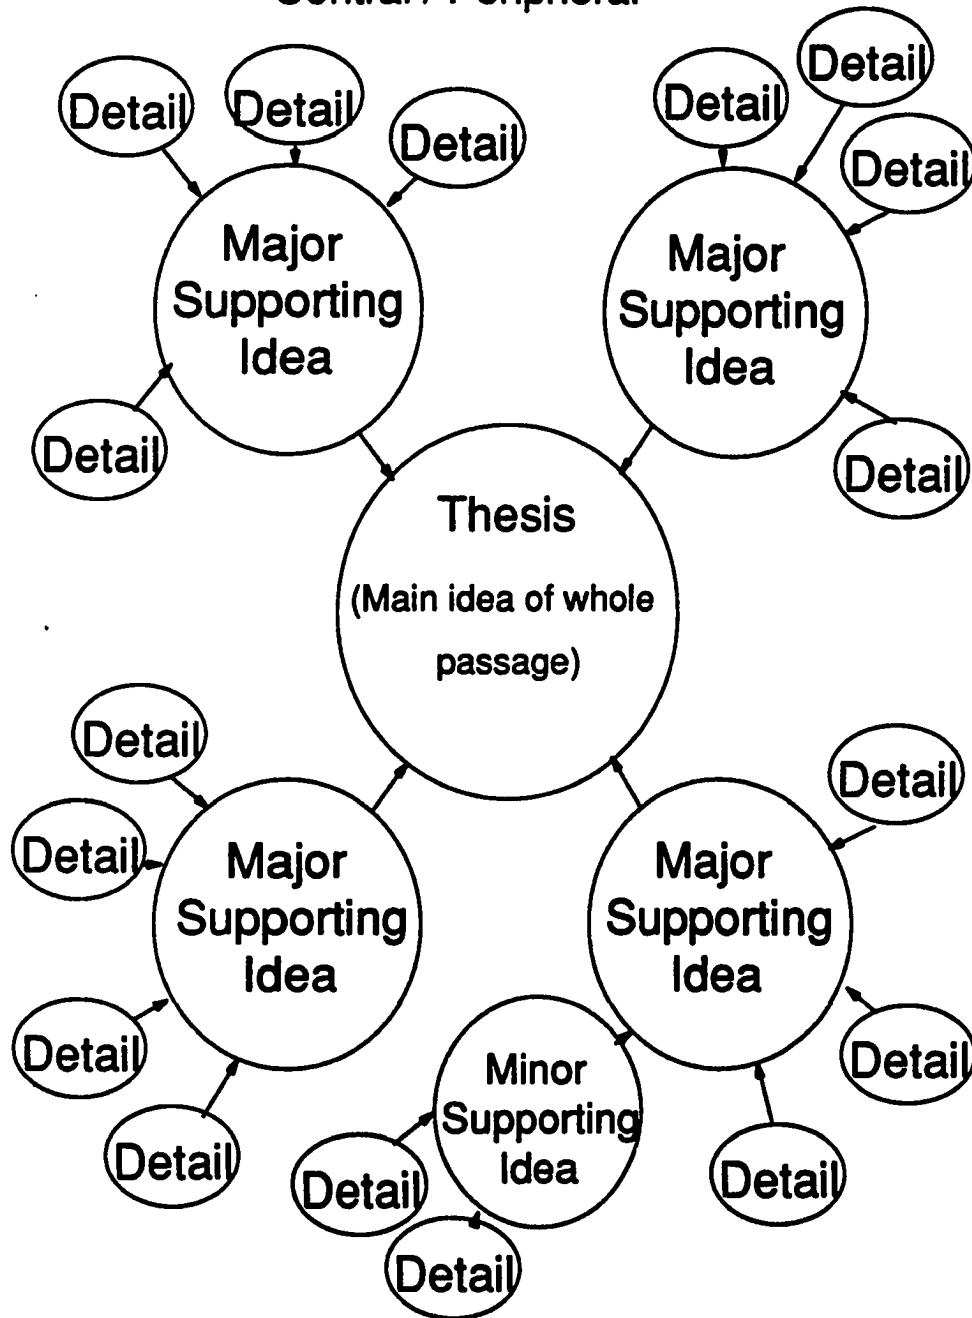 Central / Peripheral
Detail
Detail
Detail
Detail
Detail
Detail
Major
Supporting
Idea
Major
Supporting
Idea
Detail
Detail
Thesis
(Main idea of whole
passage)
Detail
Detail
Detail
Major
Supporting
Idea
Major
Supporting
Idea
Detail
Detail
Minor
Supporting
Idea
Detail
Detail
Detail
Detail